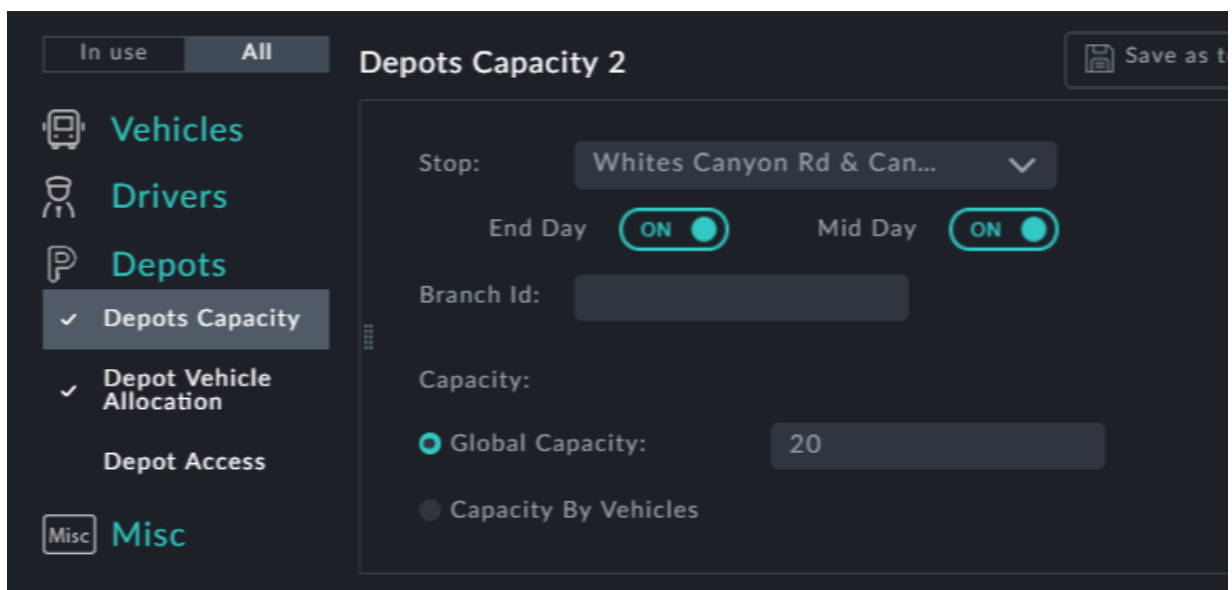 In use All
Depots Capacity 2
Save as
Vehicles
Drivers
Depots
Depots Capacity
Depot Vehicle
Allocation
Depot Access
Misc Misc
Stop: Whites Canyon Rd & Can...
End Day ON Mid Day ON
Branch Id:
Capacity:
Global Capacity: 20
Capacity By Vehicles